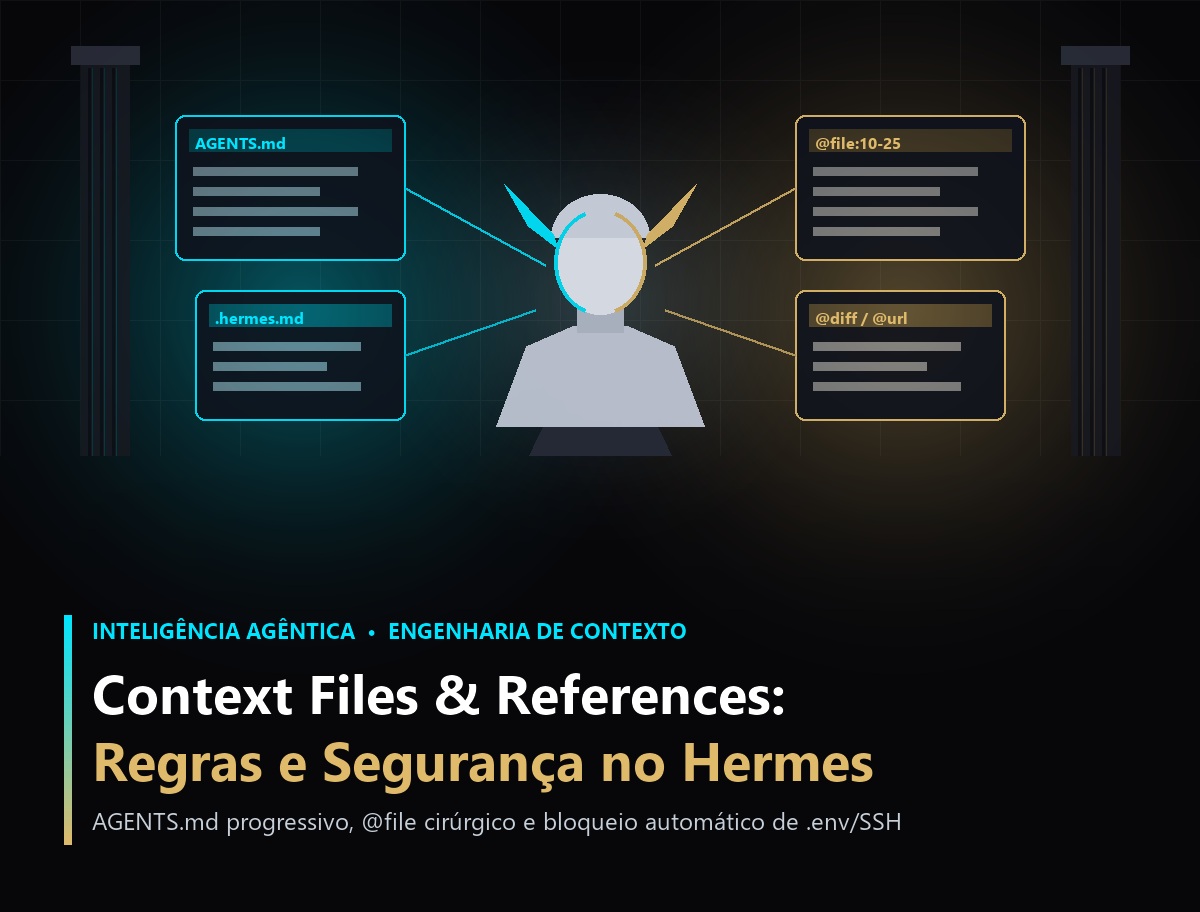 AGENTS.md
@file:10-25
.hermes.md
@diff / @url
INTELIGÊNCIA AGÊNTICA • ENGENHARIA DE CONTEXTO
Context Files & References:
Regras e Segurança no Hermes
AGENTS.md progressivo, @file cirúrgico e bloqueio automático de .env/SSH